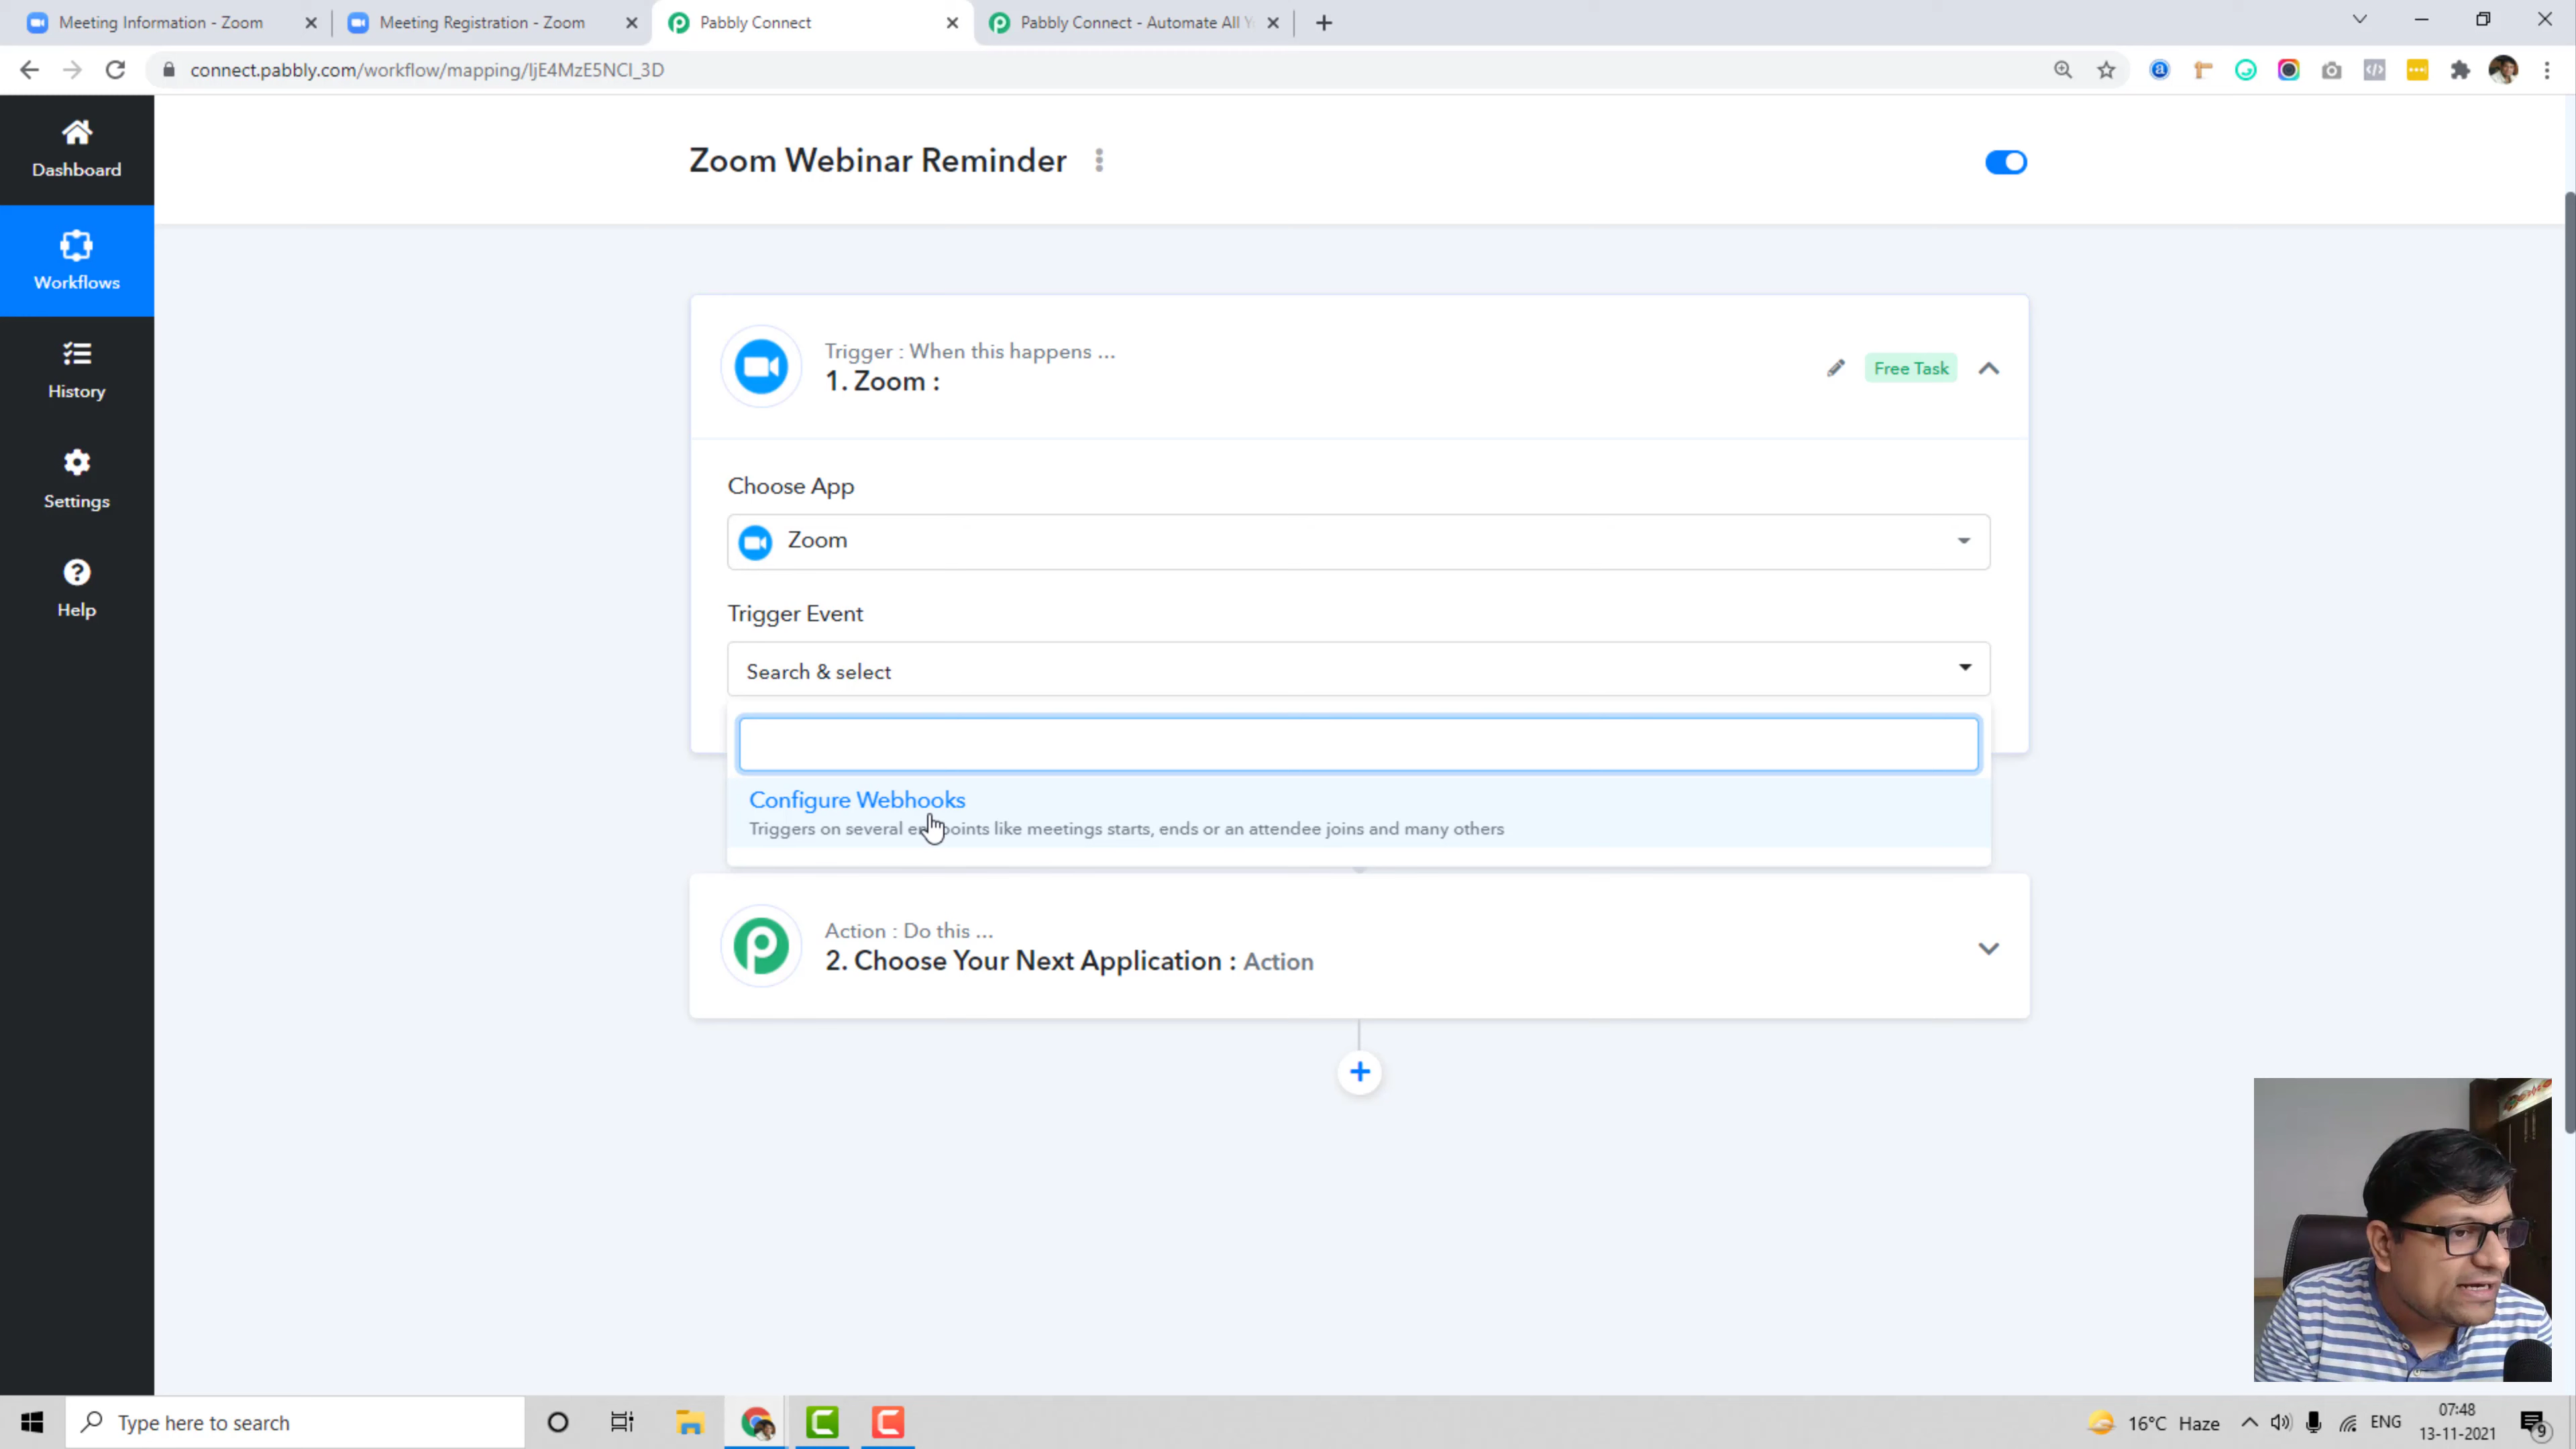 Meeting Information - Zoom
Meeting Registration - Zoom
Pabbly Connect
Pabbly Connect - Automate All Y
connect.pabbly.com/workflow/mapping/IjE4MzE5NCI_3D
Dashboard
Workflows
History
Settings
Help
Zoom Webinar Reminder
Trigger : When this happens ...
1. Zoom :
Free Task
Choose App
Zoom
Trigger Event
Search & select
Configure Webhooks
Triggers on several endpoints like meetings starts, ends or an attendee joins and many others
Action : Do this ...
2. Choose Your Next Application : Action
Type here to search
16°C Haze
ENG
07:48
13-11-2021
9